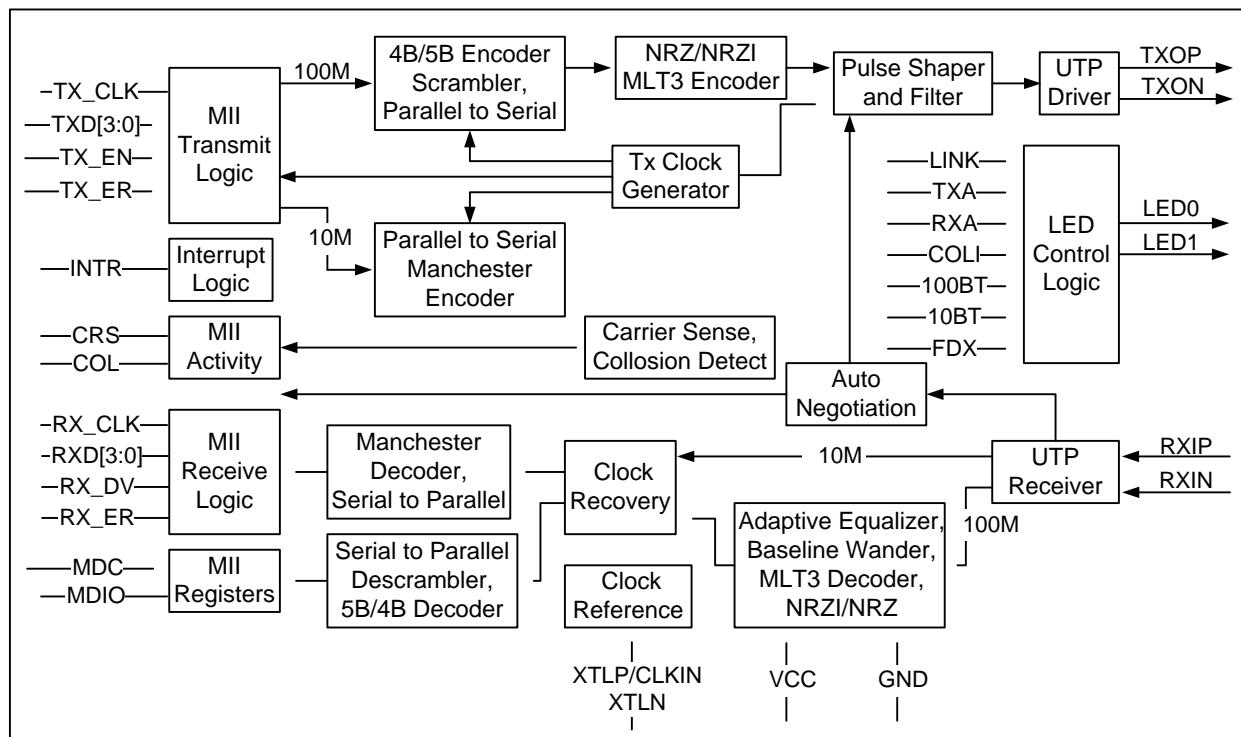 TX_CLK
TXD[3:0]
TX_EN
TX_ER
MII
Transmit
Logic
100M
10M
4B/5B Encoder
Scrambler,
Parallel to Serial
NRZ/NRZI
MLT3 Encoder
Pulse Shaper
and Filter
UTP
Driver
TXOP
TXON
Tx Clock
Generator
Parallel to Serial
Manchester
Encoder
LINK
TXA
RXA
COLI
100BT
10BT
FDX
LED
Control
Logic
LED0
LED1
INTR
Interrupt
Logic
CRS
COL
MII
Activity
Carrier Sense,
Collosion Detect
Auto
Negotiation
RX_CLK
RXD[3:0]
RX_DV
RX_ER
MII
Receive
Logic
Manchester
Decoder,
Serial to Parallel
Clock
Recovery
10M
UTP
Receiver
RXIP
RXIN
100M
MDC
MDIO
MII
Registers
Serial to Parallel
Descrambler,
5B/4B Decoder
Clock
Reference
Adaptive Equalizer,
Baseline Wander,
MLT3 Decoder,
NRZI/NRZ
XTLP/CLKIN
XTLN
VCC
GND